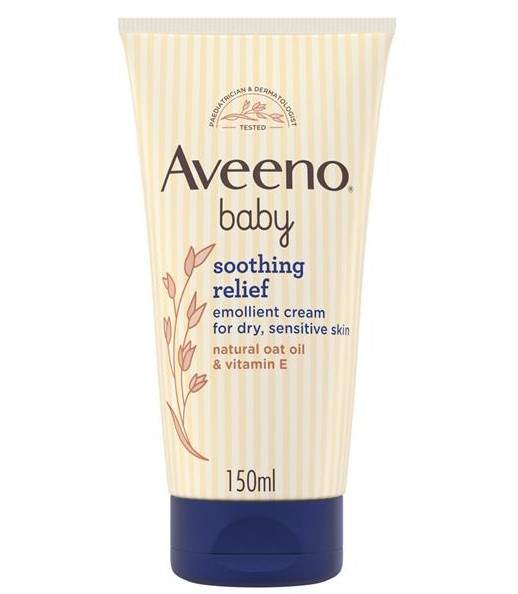 PAEDIATRICIAN & DERMATOLOGIST
TESTED
Aveeno®
baby
soothing
relief
emollient cream
for dry, sensitive skin
natural oat oil
& vitamin E
150ml